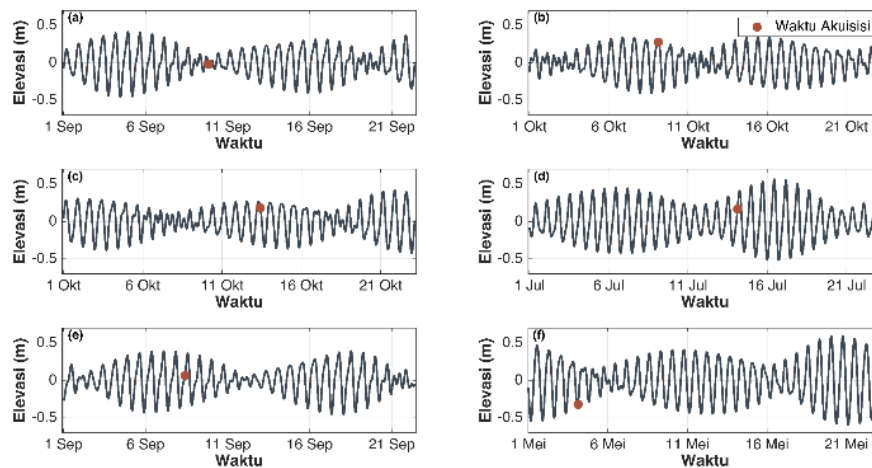 (a)
Elevasi (m)
0.5
0
-0.5
1 Sep 6 Sep 11 Sep 16 Sep 21 Sep
Waktu
(b)
Waktu Akuisisi
Elevasi (m)
0.5
0
-0.5
1 Okt 6 Okt 11 Okt 16 Okt 21 Okt
Waktu
(c)
Elevasi (m)
0.5
0
-0.5
1 Okt 6 Okt 11 Okt 16 Okt 21 Okt
Waktu
(d)
Elevasi (m)
0.5
0
-0.5
1 Jul 6 Jul 11 Jul 16 Jul 21 Jul
Waktu
(e)
Elevasi (m)
0.5
0
-0.5
1 Sep 6 Sep 11 Sep 16 Sep 21 Sep
Waktu
(f)
Elevasi (m)
0.5
0
-0.5
1 Mei 6 Mei 11 Mei 16 Mei 21 Mei
Waktu